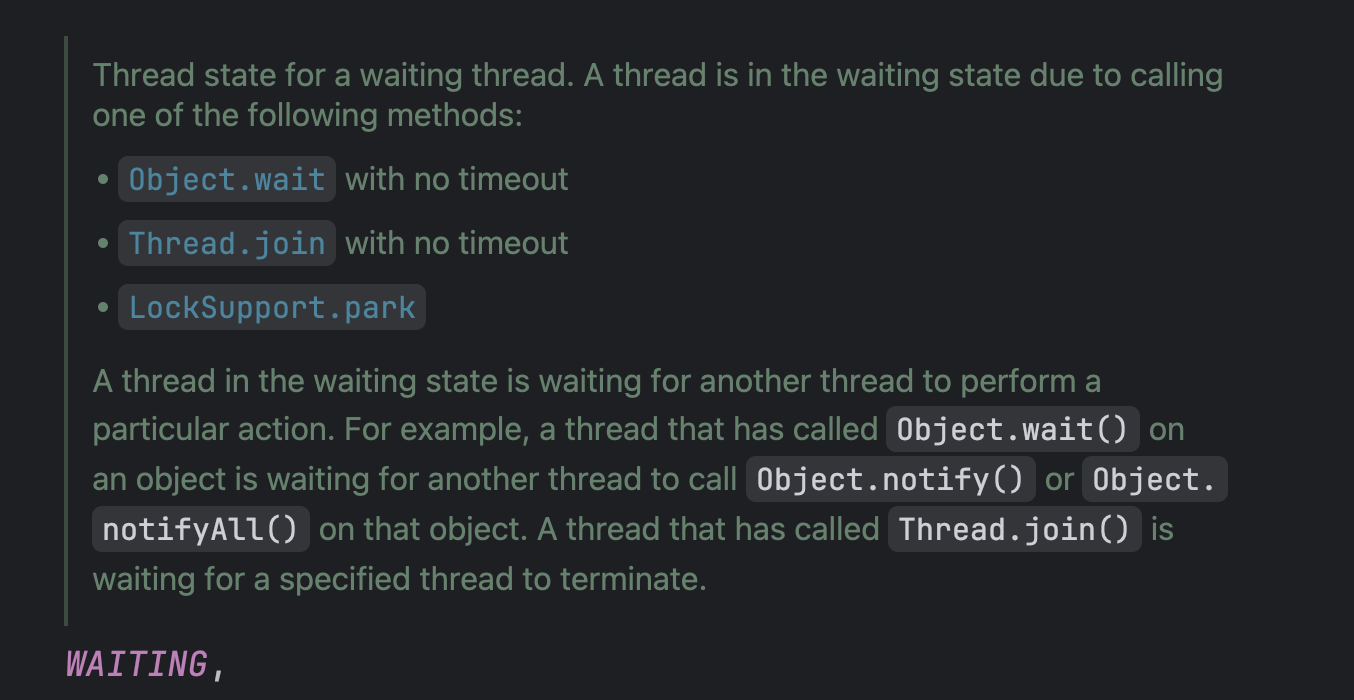 Thread state for a waiting thread. A thread is in the waiting state due to calling
one of the following methods:
• Object.wait with no timeout
• Thread.join with no timeout
• LockSupport.park
A thread in the waiting state is waiting for another thread to perform a
particular action. For example, a thread that has called Object.wait() on
an object is waiting for another thread to call Object.notify() or Object.
notifyAll() on that object. A thread that has called Thread.join() is
waiting for a specified thread to terminate.
WAITING,